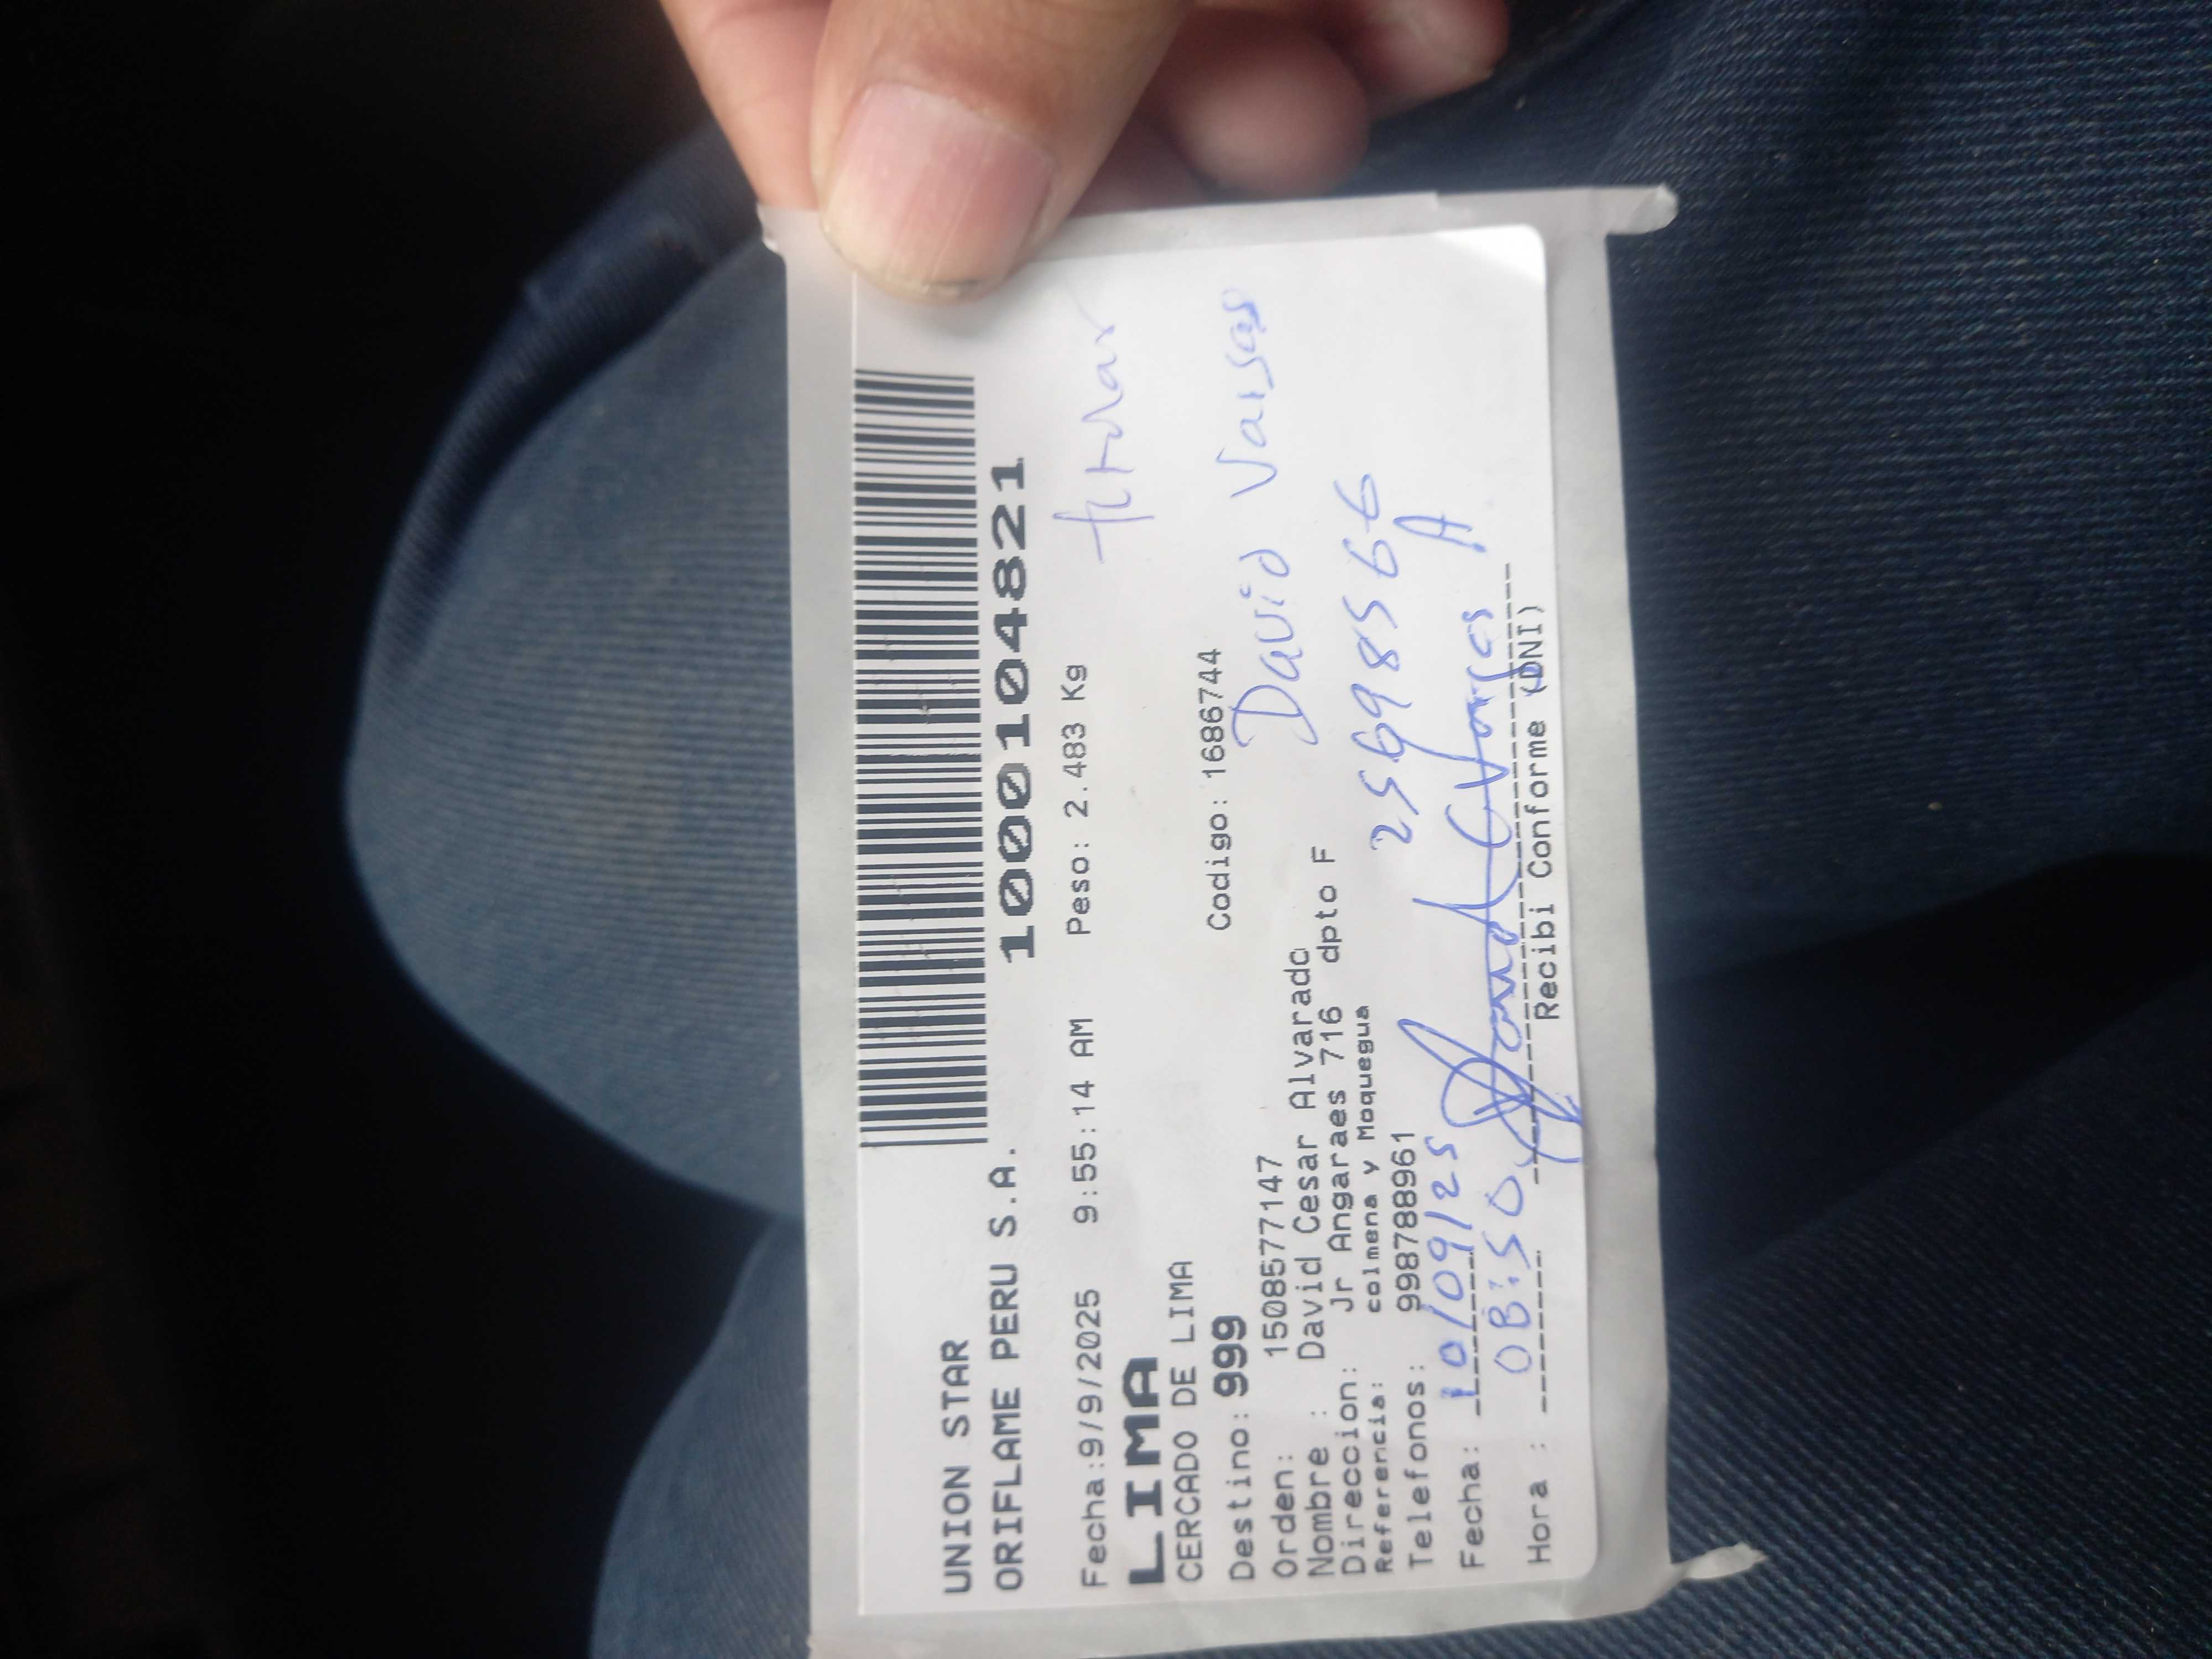 UNION STAR
ORIFLAME PERU S.A. 1000104821
Fecha:9/9/2025 9:55:14 AM Peso: 2.483 Kg
titular
LIMA
CERCADO DE LIMA
Destino: 999 Codigo: 1686744
David Vargas
Orden: 1508577147
Nombre : David Cesar Alvarado
Direccion: Jr Angaraes 716 dpto F
Referencia: colmena y Moquegua
25698566
Telefonos: 998788961
Fecha: 10/09/25
Hora : 08:50
Recibi Conforme (DNI)